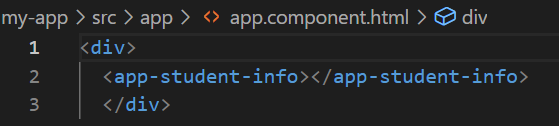 my-app > src > app > <> app.component.html > div
1 <div>
2 <app-student-info></app-student-info>
3 </div>